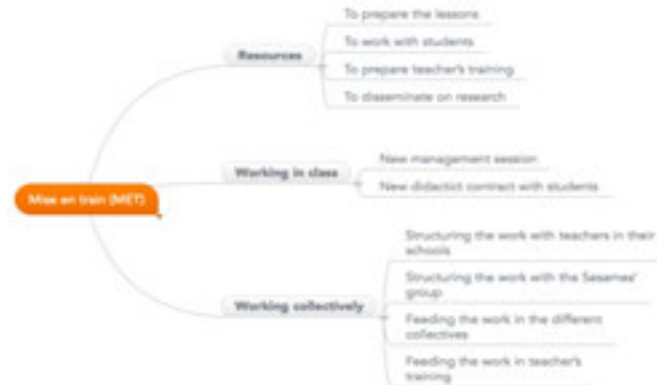 To prepare the lessons
To work with students
Resources
To prepare teacher's training
To disseminate on research
New management session
Working in class
New didactict contract with students
Mise en train (MET)
Structuring the work with teachers in their
schools
Structuring the work with the Sesames'
group
Working collectively
Feeding the work in the different
collectives
Feeding the work in teacher's
training